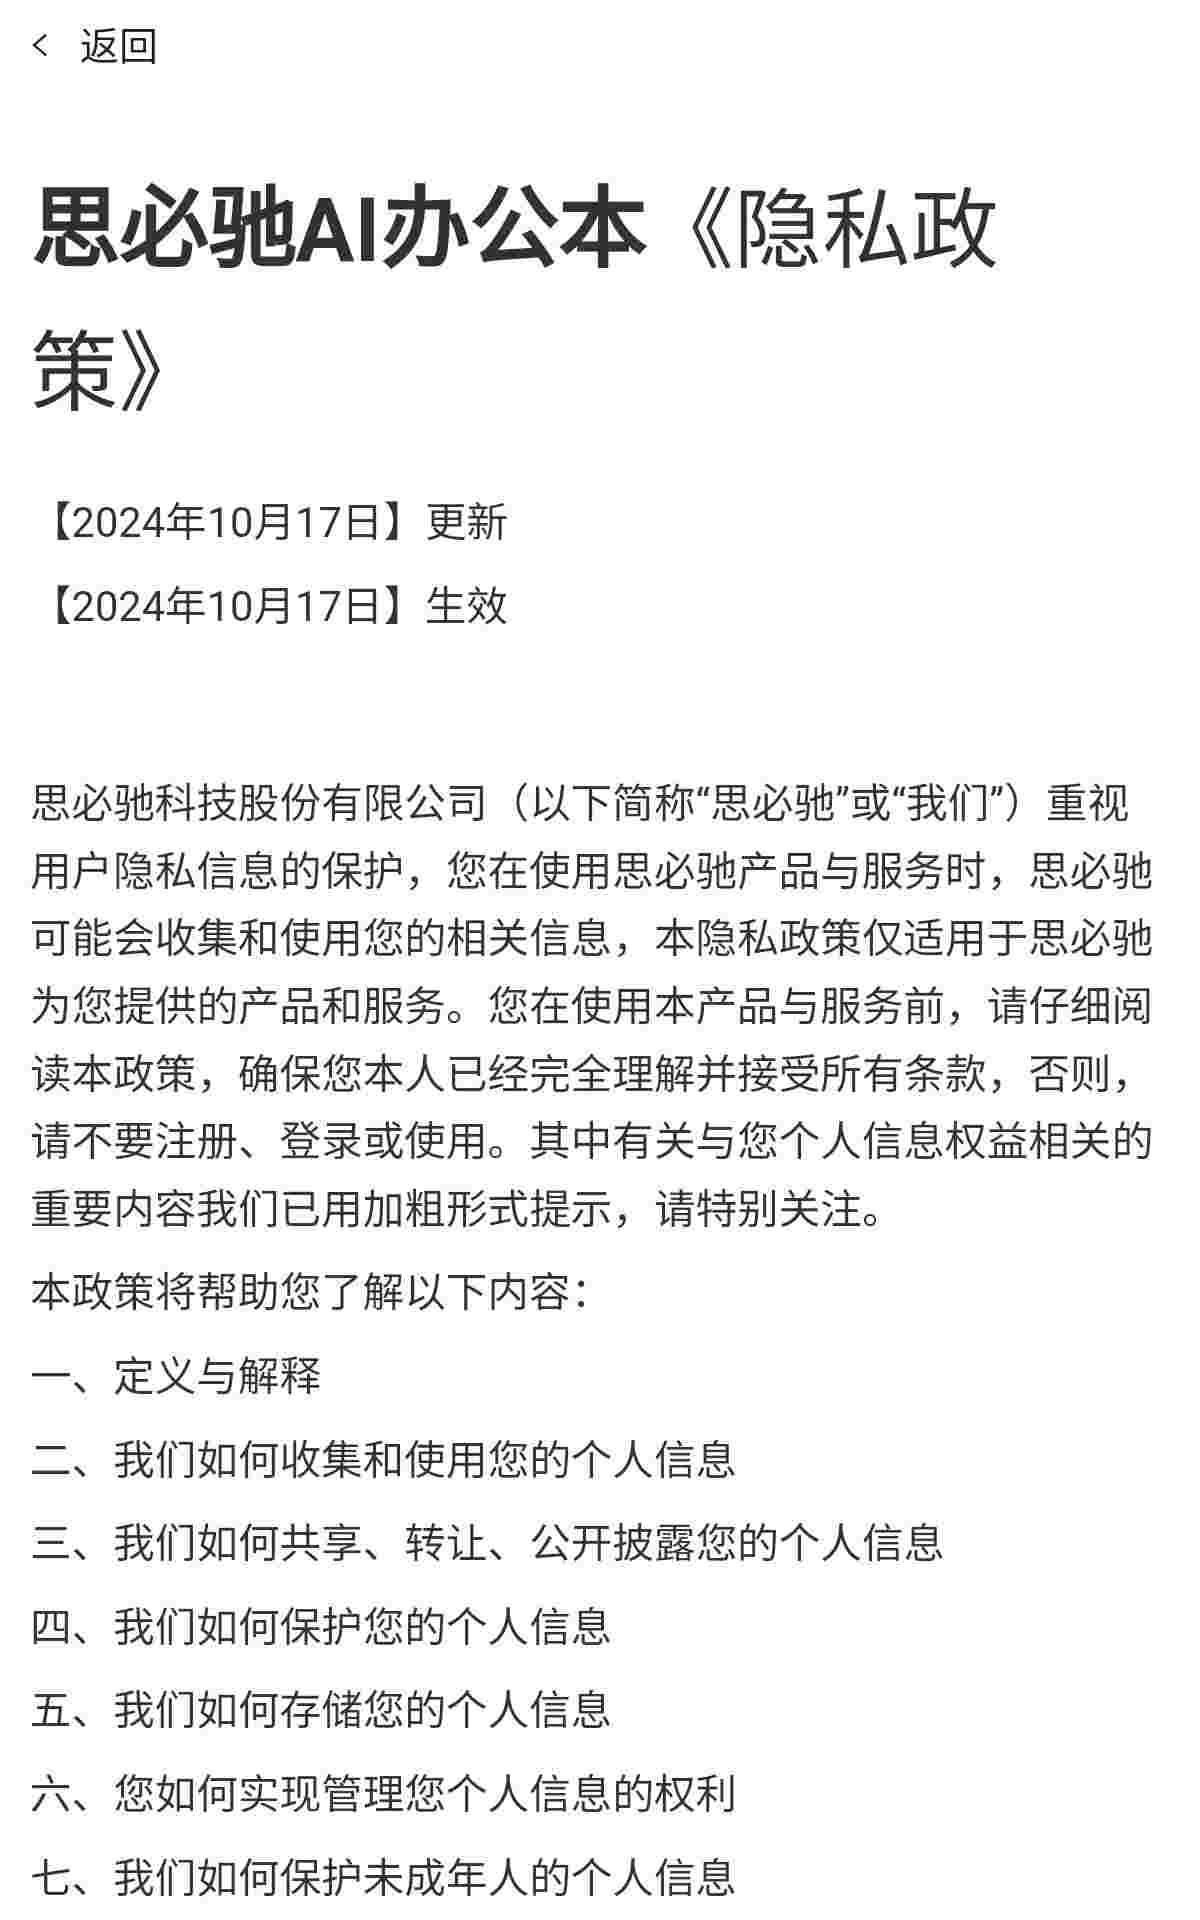 返回
思必驰AI办公本《隐私政
策》
【2024年10月17日】更新
【2024年10月17日】生效
思必驰科技股份有限公司（以下简称“思必驰”或“我们”）重视
用户隐私信息的保护，您在使用思必驰产品与服务时，思必驰
可能会收集和使用您的相关信息，本隐私政策仅适用于思必驰
为您提供的产品和服务。您在使用本产品与服务前，请仔细阅
读本政策，确保您本人已经完全理解并接受所有条款，否则，
请不要注册、登录或使用。其中有关与您个人信息权益相关的
重要内容我们已用加粗形式提示，请特别关注。
本政策将帮助您了解以下内容：
一、定义与解释
二、我们如何收集和使用您的个人信息
三、我们如何共享、转让、公开披露您的个人信息
四、我们如何保护您的个人信息
五、我们如何存储您的个人信息
六、您如何实现管理您个人信息的权利
七、我们如何保护未成年人的个人信息